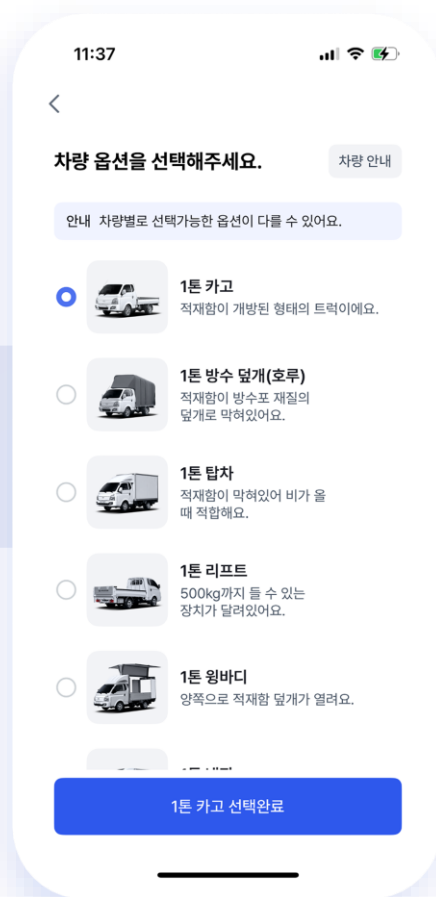 11:37
차량 옵션을 선택해주세요.
차량 안내
안내 차량별로 선택가능한 옵션이 다를 수 있어요.
1톤 카고
적재함이 개방된 형태의 트럭이에요.
1톤 방수 덮개(호루)
적재함이 방수포 재질의
덮개로 막혀있어요.
1톤 탑차
적재함이 막혀있어 비가 올
때 적합해요.
1톤 리프트
500kg까지 들 수 있는
장치가 달려있어요.
1톤 윙바디
양쪽으로 적재함 덮개가 열려요.
1톤 카고 선택완료